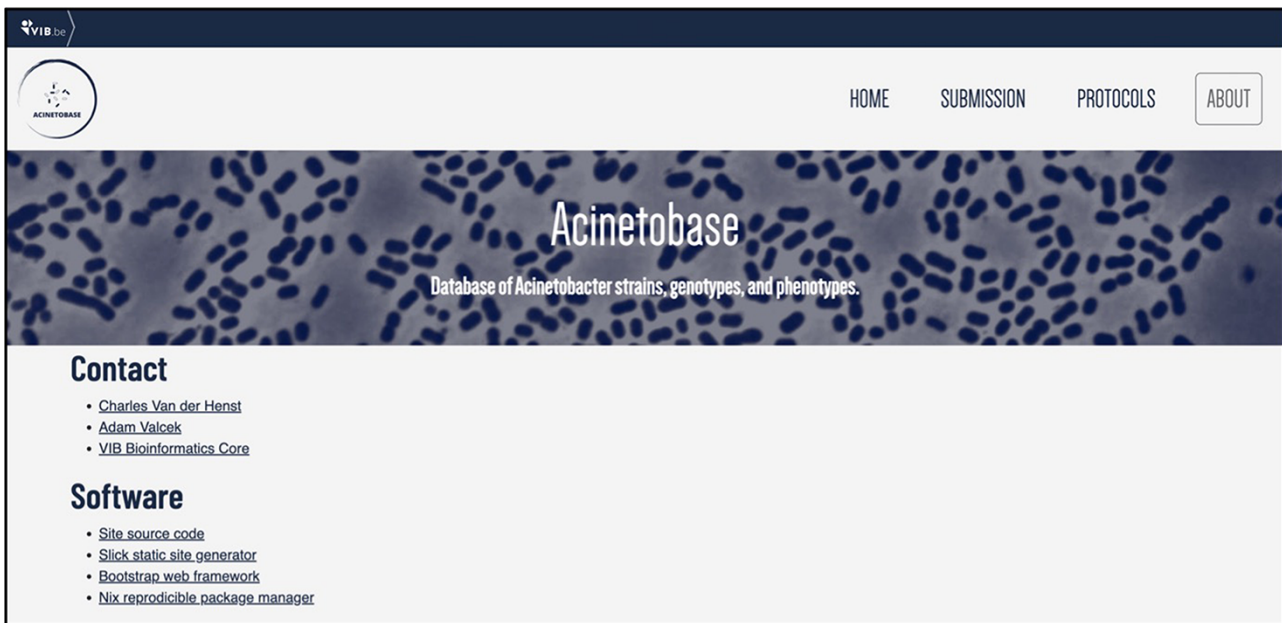 VIB.be
ACINETOBASE
HOME SUBMISSION PROTOCOLS ABOUT
Acinetobase
Database of Acinetobacter strains, genotypes, and phenotypes.
Contact
• Charles Van der Henst
• Adam Valcek
• VIB Bioinformatics Core
Software
• Site source code
• Slick static site generator
• Bootstrap web framework
• Nix reprodicible package manager